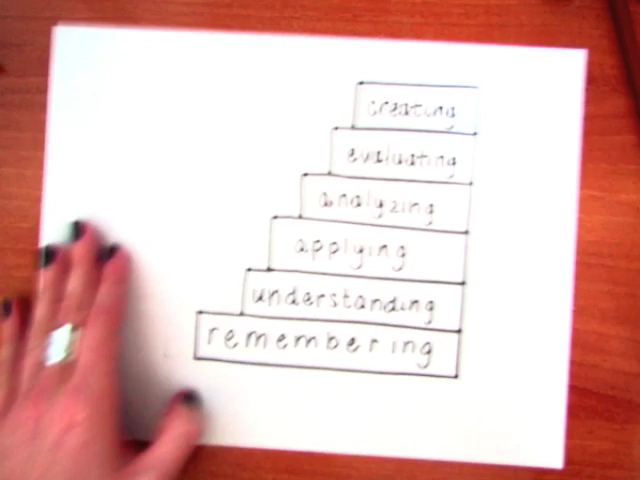 creating
evaluating
analyzing
applying
understanding
remembering